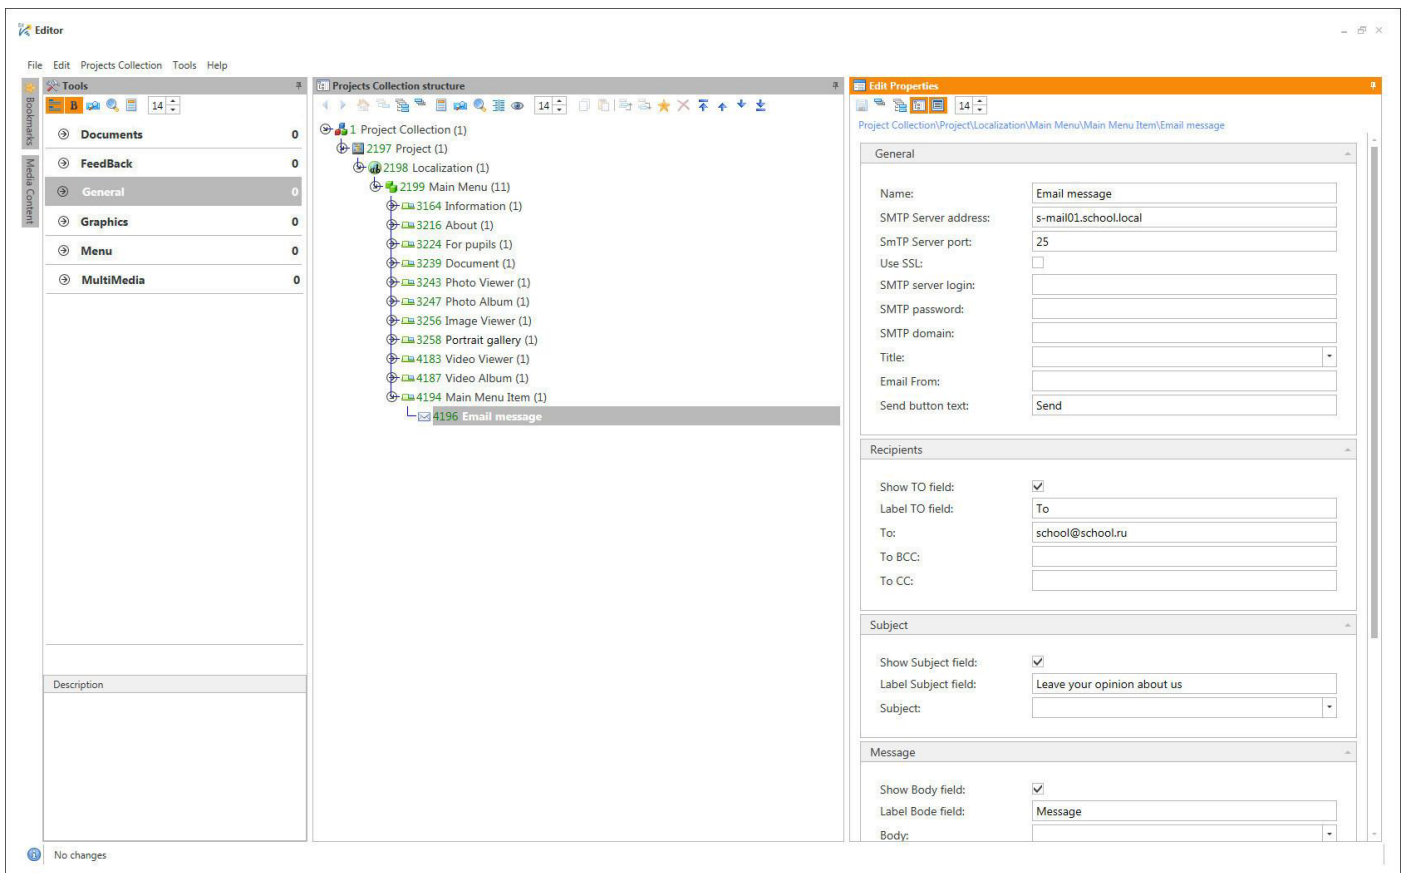 Editor
File Edit Projects Collection Tools Help
Bookmarks
Media Content
Tools
B 14
Documents 0
FeedBack 0
General 0
Graphics 0
Menu 0
MultiMedia 0
Description
Projects Collection structure
14
1 Project Collection (1)
2197 Project (1)
2198 Localization (1)
2199 Main Menu (11)
3164 Information (1)
3216 About (1)
3224 For pupils (1)
3239 Document (1)
3243 Photo Viewer (1)
3247 Photo Album (1)
3256 Image Viewer (1)
3258 Portrait gallery (1)
4183 Video Viewer (1)
4187 Video Album (1)
4194 Main Menu Item (1)
4196 Email message
Edit Properties
14
Project Collection\Project\Localization\Main Menu\Main Menu Item\Email message
General
Name: Email message
SMTP Server address: s-mail01.school.local
SmTP Server port: 25
Use SSL:
SMTP server login:
SMTP password:
SMTP domain:
Title:
Email From:
Send button text: Send
Recipients
Show TO field:
Label TO field: To
To: school@school.ru
To BCC:
To CC:
Subject
Show Subject field:
Label Subject field: Leave your opinion about us
Subject:
Message
Show Body field:
Label Bode field: Message
Body:
No changes